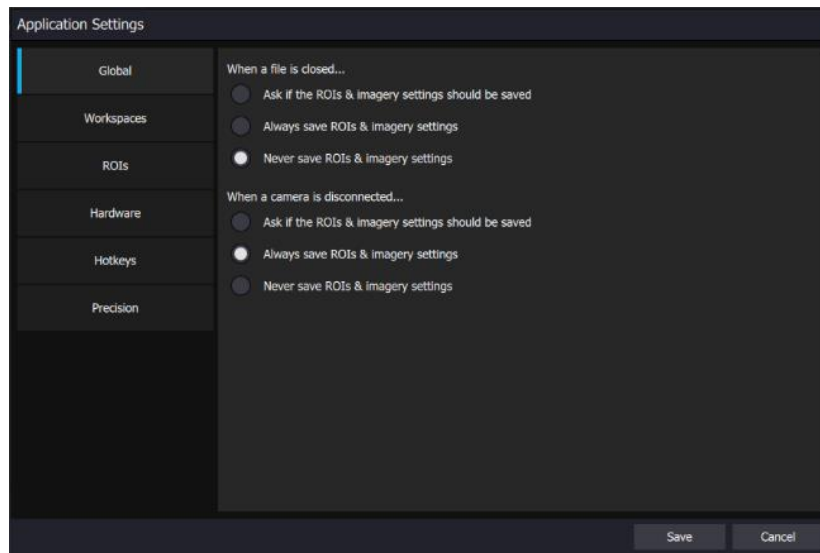 Application Settings
Global
Workspaces
ROIs
Hardware
Hotkeys
Precision
When a file is closed...
Ask if the ROIs & imagery settings should be saved
Always save ROIs & imagery settings
Never save ROIs & imagery settings
When a camera is disconnected...
Ask if the ROIs & imagery settings should be saved
Always save ROIs & imagery settings
Never save ROIs & imagery settings
Save
Cancel